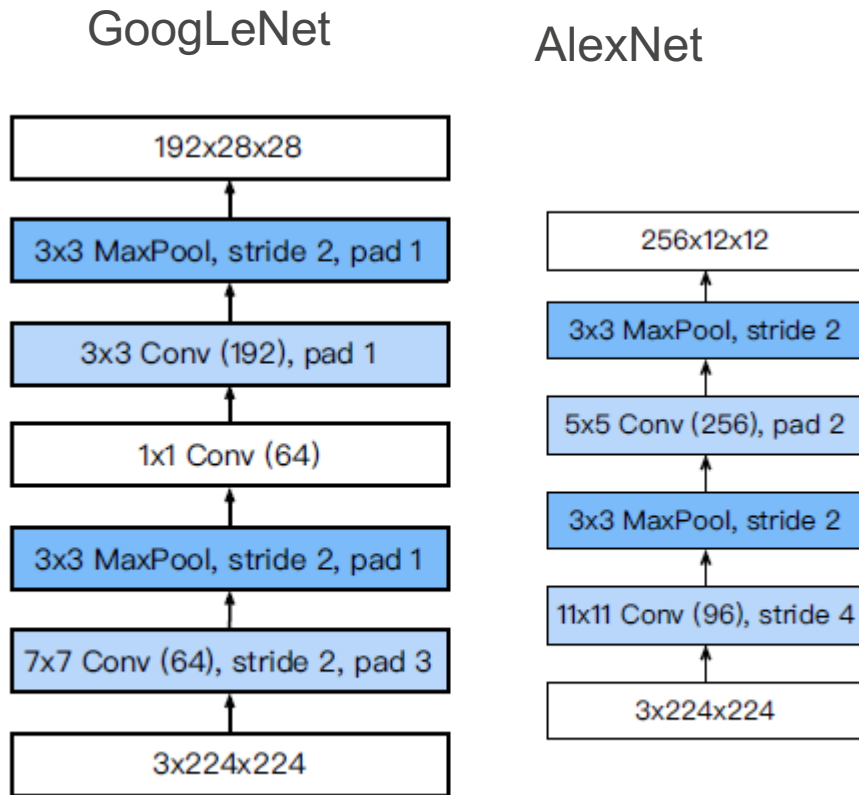 GoogLeNet
192x28x28
3x3 MaxPool, stride 2, pad 1
3x3 Conv (192), pad 1
1x1 Conv (64)
3x3 MaxPool, stride 2, pad 1
7x7 Conv (64), stride 2, pad 3
3x224x224
AlexNet
256x12x12
3x3 MaxPool, stride 2
5x5 Conv (256), pad 2
3x3 MaxPool, stride 2
11x11 Conv (96), stride 4
3x224x224